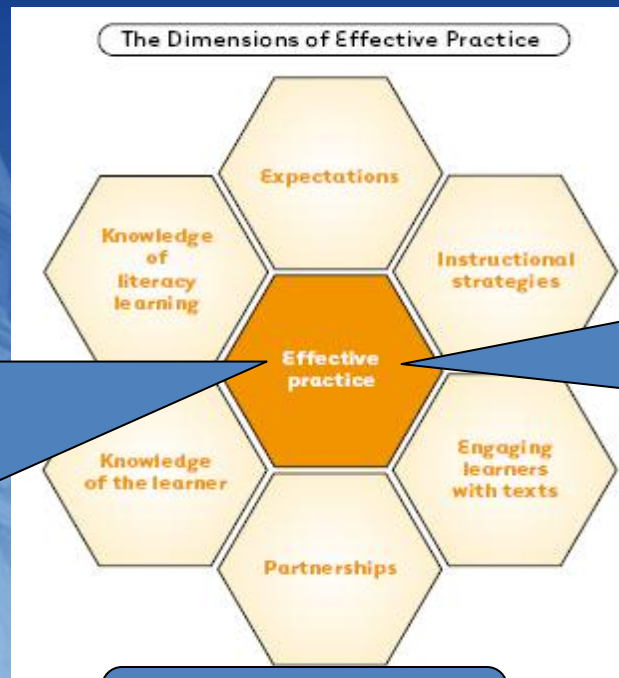 The Dimensions of Effective Practice
Expectations
Knowledge
of
literacy
learning
Instructional
strategies
Effective
practice
Knowledge
of the learner
Engaging
learners
with texts
Partnerships